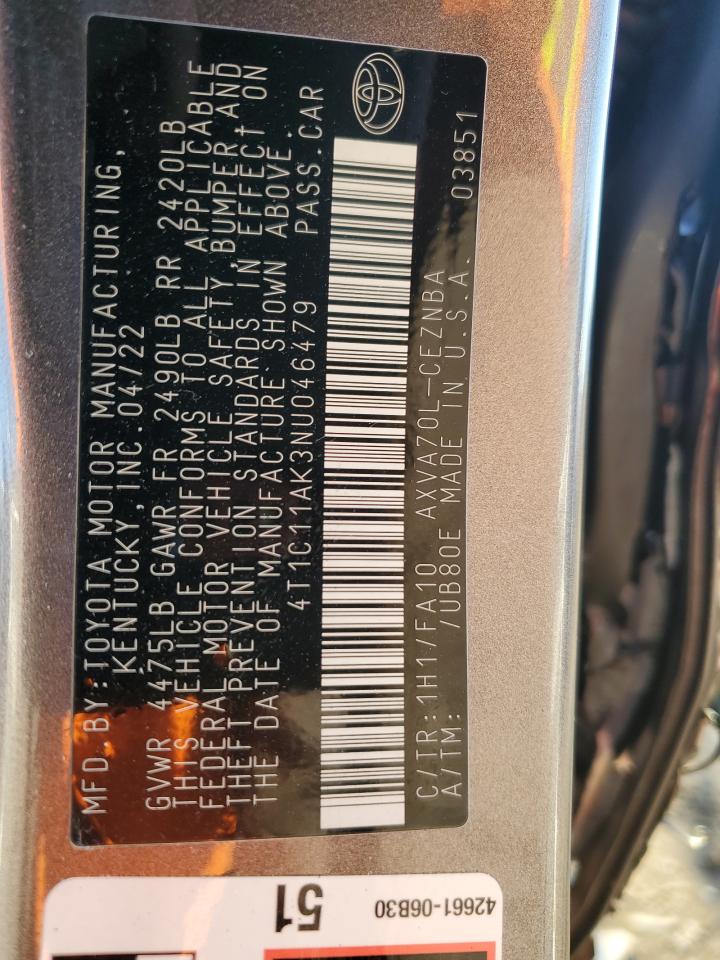 MFD BY:TOYOTA MOTOR MANUFACTURING,
KENTUCKY, INC.04/22
GVWR 4475LB GAWR FR 2490LB RR 2420LB
THIS VEHICLE CONFORMS TO ALL APPLICABLE
FEDERAL MOTOR VEHICLE SAFETY, BUMPER, AND
THEFT PREVENTION STANDARDS IN EFFECT ON
THE DATE OF MANUFACTURE SHOWN ABOVE.
4T1C11AK3NU046479 PASS.CAR
C/TR:1H1/FA10 AXVA70L-CEZNBA
A/TM: /UB80E MADE IN U.S.A. 03851
51
42661-06B30